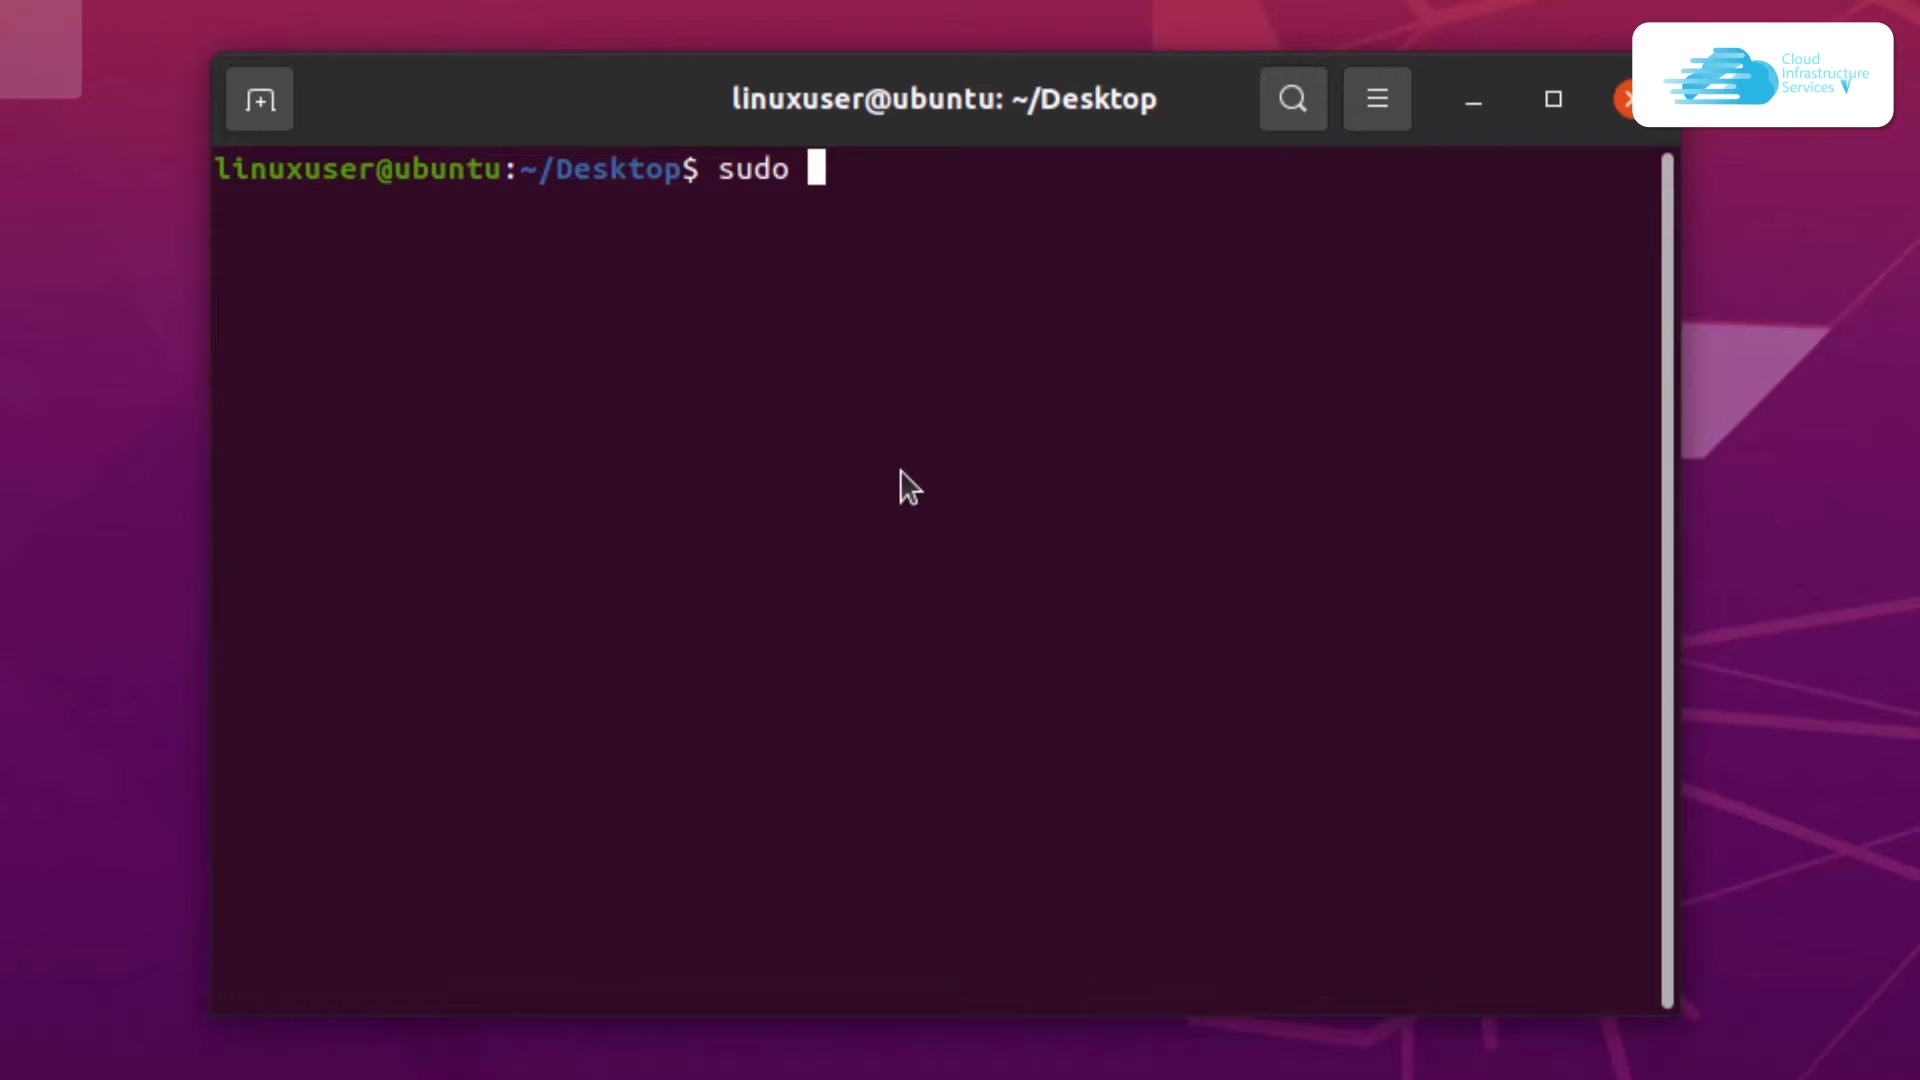 linuxuser@ubuntu: ~/Desktop
Cloud
Infrastructure
Services
linuxuser@ubuntu:~/Desktop$ sudo